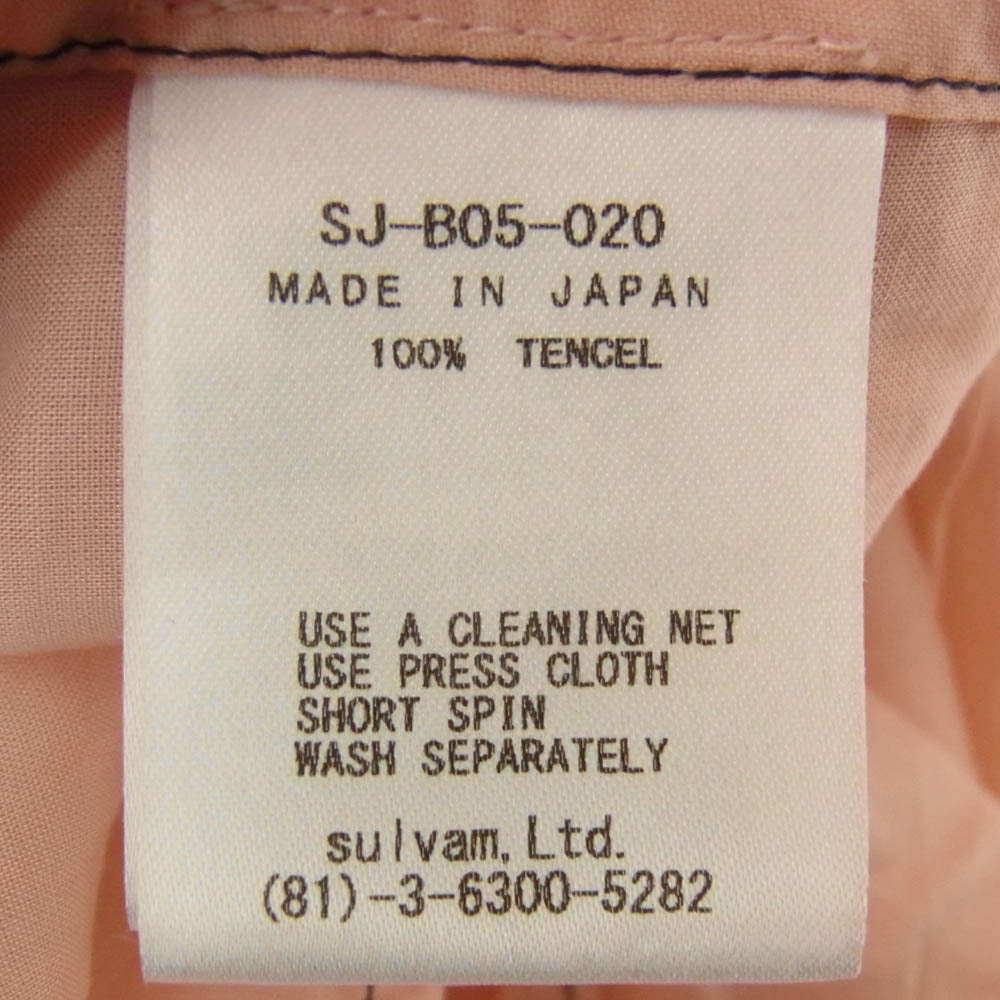 SJ-B05-020
MADE IN JAPAN
100% TENCEL
USE A CLEANING NET
USE PRESS CLOTH
SHORT SPIN
WASH SEPARATELY
sulvam, Ltd.
(81)-3-6300-5282